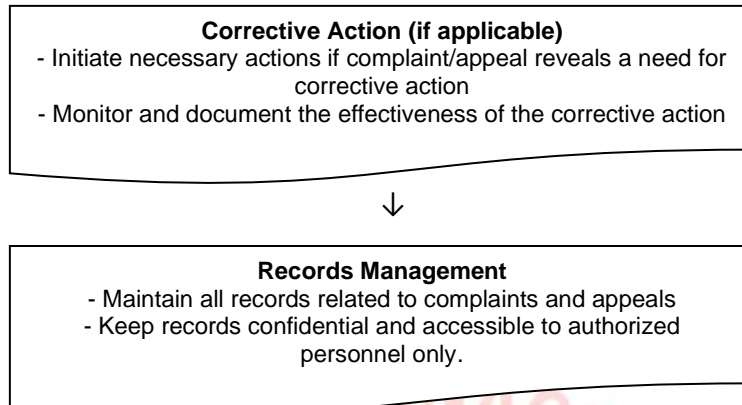 Corrective Action (if applicable)
- Initiate necessary actions if complaint/appeal reveals a need for
corrective action
- Monitor and document the effectiveness of the corrective action
↓
Records Management
- Maintain all records related to complaints and appeals
- Keep records confidential and accessible to authorized
personnel only.